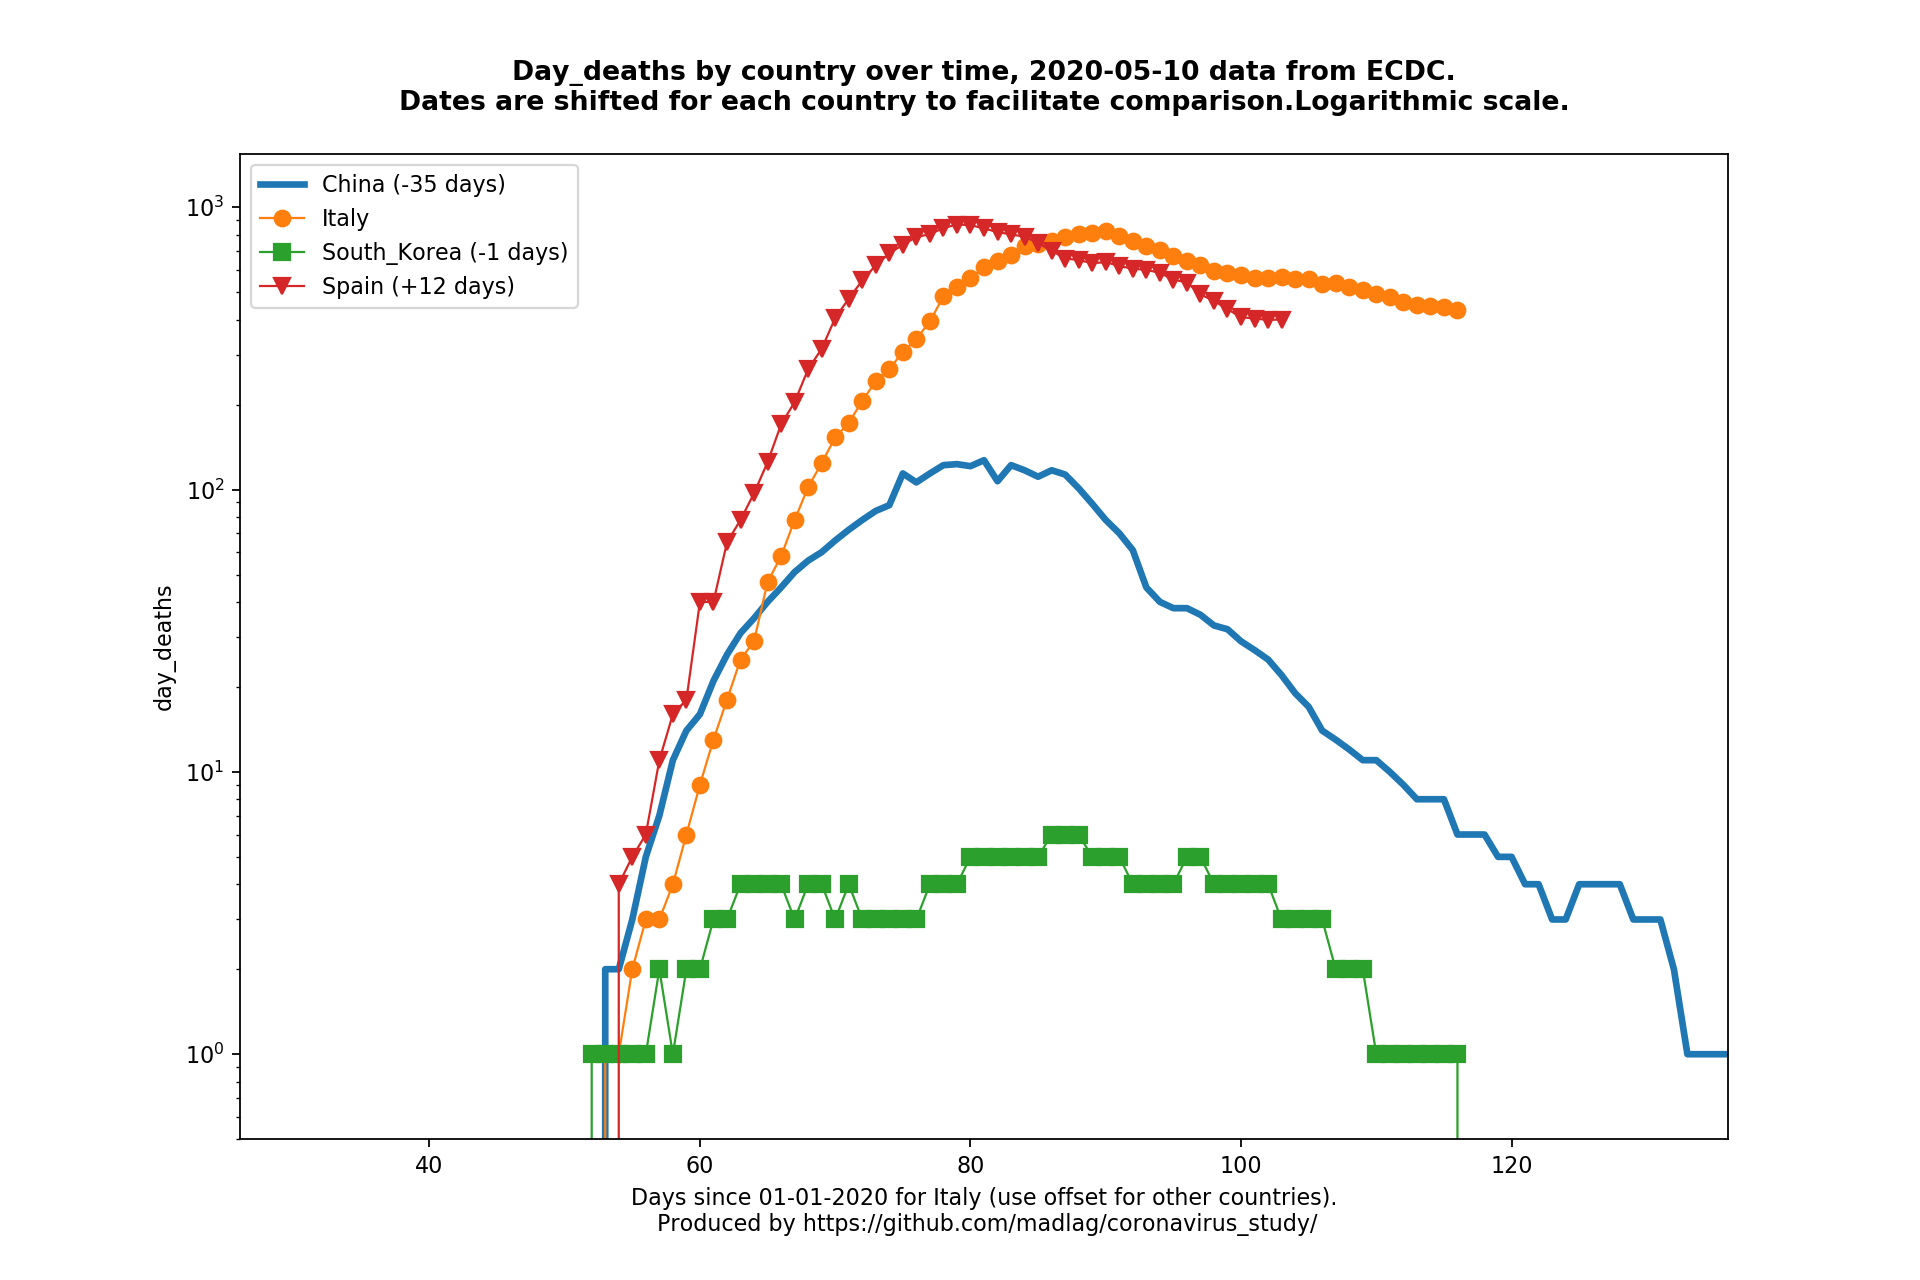 Day_deaths by country over time, 2020-05-10 data from ECDC.
Dates are shifted for each country to facilitate comparison.Logarithmic scale.
China (-35 days)
Italy
South_Korea (-1 days)
Spain (+12 days)
day_deaths
10³
10²
10¹
10⁰
40 60 80 100 120
Days since 01-01-2020 for Italy (use offset for other countries).
Produced by https://github.com/madlag/coronavirus_study/